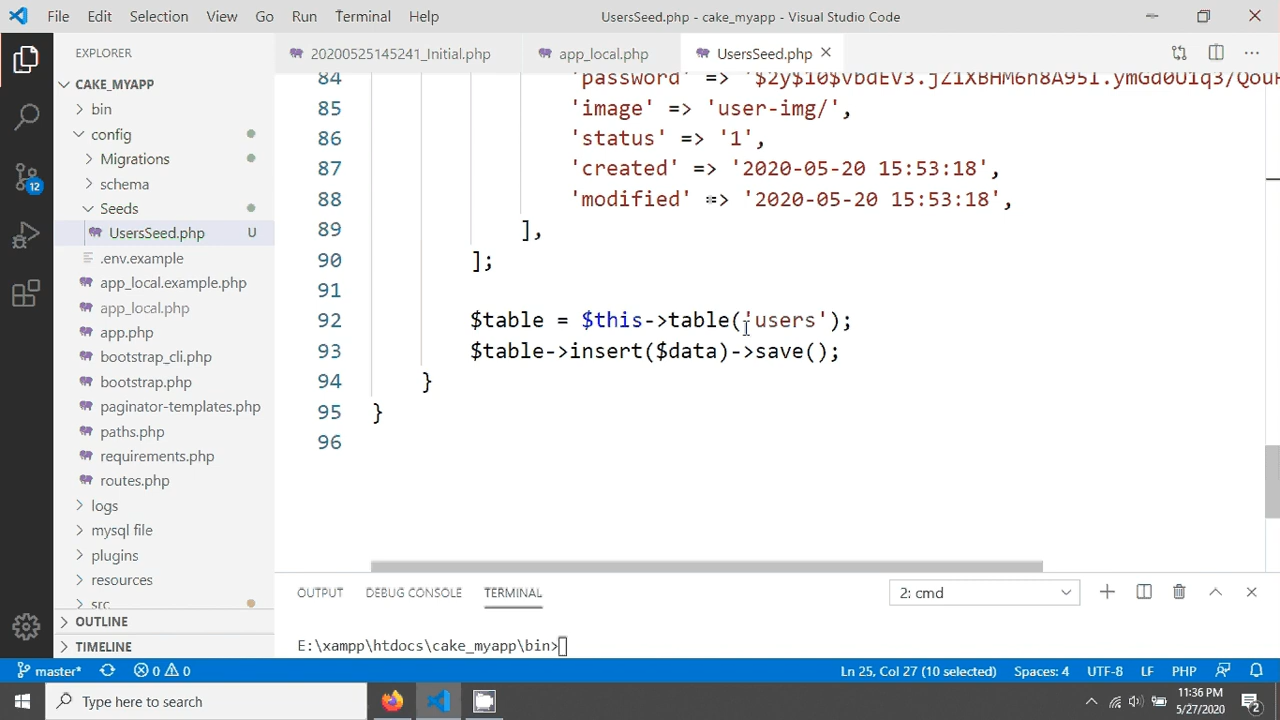 File Edit Selection View Go Run Terminal Help UsersSeed.php - cake_myapp - Visual Studio Code
EXPLORER
CAKE_MYAPP
bin
config
Migrations
schema
Seeds
UsersSeed.php U
.env.example
app_local.example.php
app_local.php
app.php
bootstrap_cli.php
bootstrap.php
paginator-templates.php
paths.php
requirements.php
routes.php
logs
mysql file
plugins
resources
src
OUTLINE
TIMELINE
12
20200525145241_Initial.php app_local.php UsersSeed.php
84 'password' =>
85 'image' => 'user-img/',
86 'status' => '1',
87 'created' => '2020-05-20 15:53:18',
88 'modified' => '2020-05-20 15:53:18',
89 ],
90 ];
91
92 $table = $this->table('users');
93 $table->insert($data)->save();
94 }
95 }
96
OUTPUT DEBUG CONSOLE TERMINAL 2: cmd
E:\xampp\htdocs\cake_myapp\bin>
master* 0 0 Ln 25, Col 27 (10 selected) Spaces: 4 UTF-8 LF PHP
Type here to search
11:36 PM
5/27/2020
2